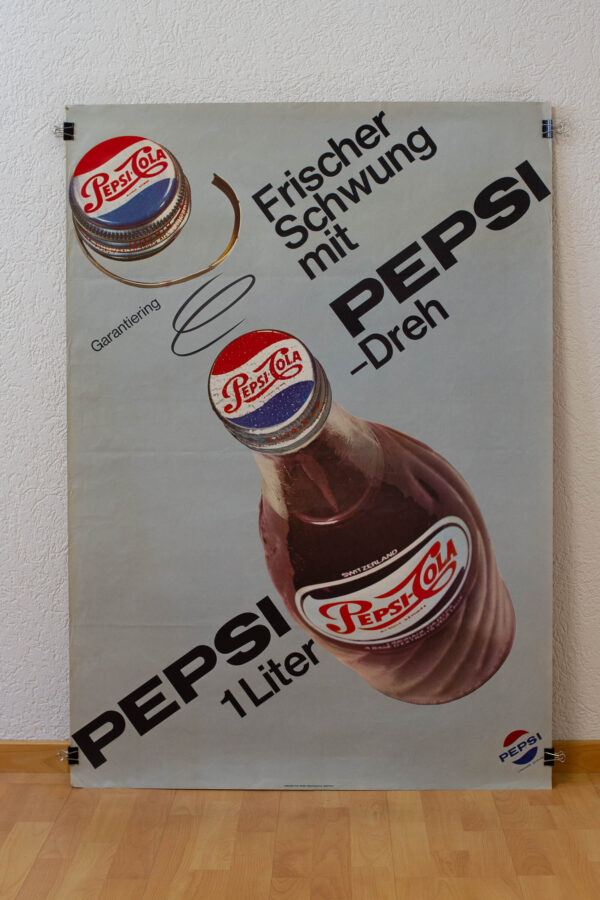 PEPSI-COLA
Frischer
Schwung
mit
PEPSI
-Dreh
Garantiering
PEPSI-COLA
SWITZERLAND
PEPSI-COLA
PEPSI
1 Liter
PEPSI